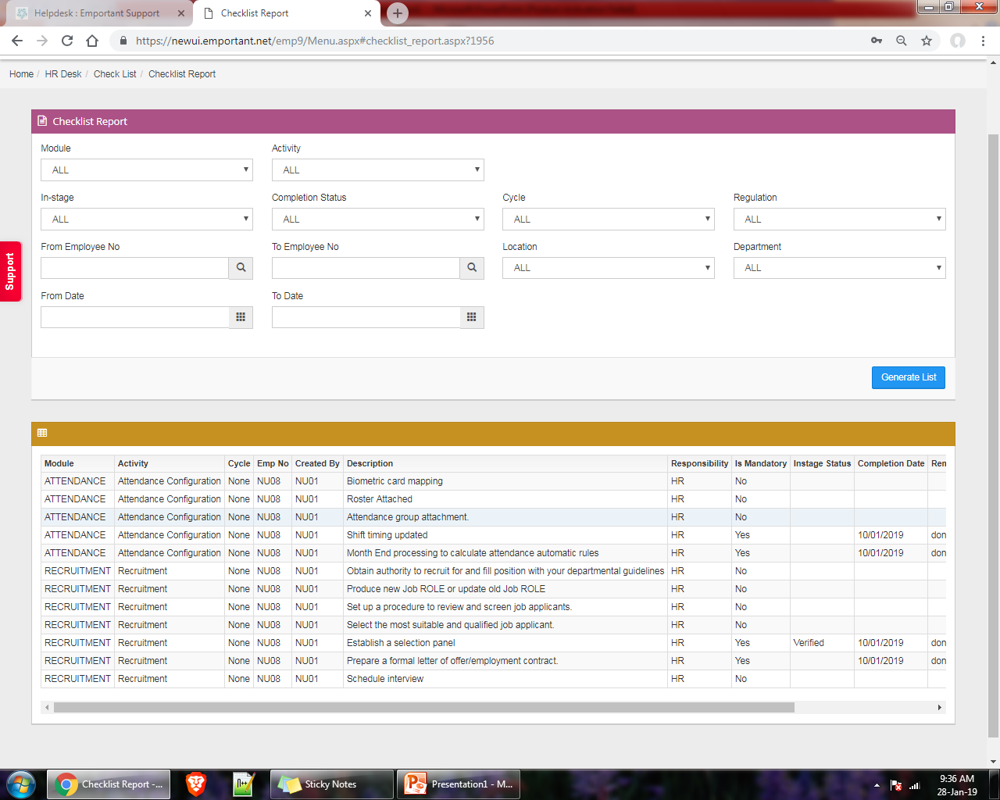 Helpdesk : Emportant Support
Checklist Report
https://newui.emportant.net/emp9/Menu.aspx#checklist_report.aspx?1956
Home / HR Desk / Check List / Checklist Report
Checklist Report
Module Activity
ALL ALL
In-stage Completion Status Cycle Regulation
ALL ALL ALL ALL
From Employee No To Employee No Location Department
ALL ALL
Support
From Date To Date
Generate List
Module Activity Cycle Emp No Created By Description Responsibility Is Mandatory Instage Status Completion Date Rem
ATTENDANCE Attendance Configuration None NU08 NU01 Biometric card mapping HR No
ATTENDANCE Attendance Configuration None NU08 NU01 Roster Attached HR No
ATTENDANCE Attendance Configuration None NU08 NU01 Attendance group attachment. HR No
ATTENDANCE Attendance Configuration None NU08 NU01 Shift timing updated HR Yes 10/01/2019 don
ATTENDANCE Attendance Configuration None NU08 NU01 Month End processing to calculate attendance automatic rules HR Yes 10/01/2019 don
RECRUITMENT Recruitment None NU08 NU01 Obtain authority to recruit for and fill position with your departmental guidelines HR No
RECRUITMENT Recruitment None NU08 NU01 Produce new Job ROLE or update old Job ROLE HR No
RECRUITMENT Recruitment None NU08 NU01 Set up a procedure to review and screen job applicants. HR No
RECRUITMENT Recruitment None NU08 NU01 Select the most suitable and qualified job applicant. HR No
RECRUITMENT Recruitment None NU08 NU01 Establish a selection panel HR Yes Verified 10/01/2019 don
RECRUITMENT Recruitment None NU08 NU01 Prepare a formal letter of offer/employment contract. HR Yes 10/01/2019 don
RECRUITMENT Recruitment None NU08 NU01 Schedule interview HR No
Checklist Report -... Sticky Notes Presentation1 - M...
9:36 AM
28-Jan-19